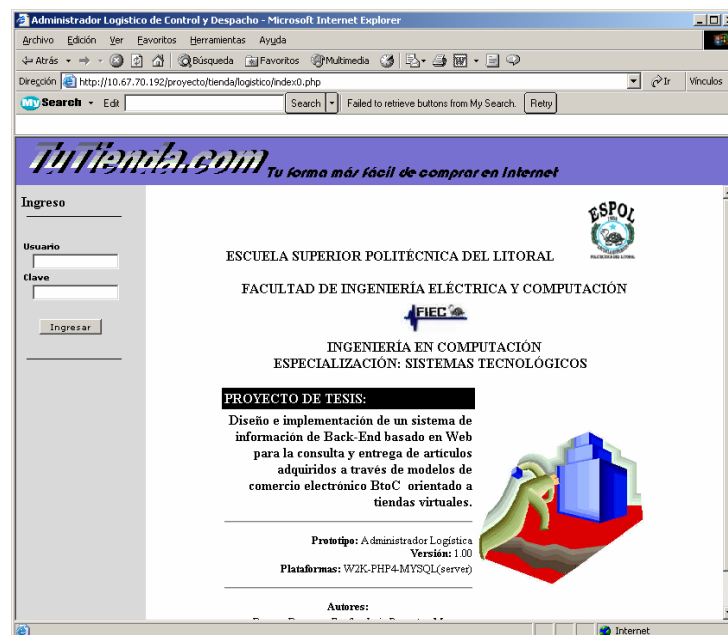 Administrador Logístico de Control y Despacho - Microsoft Internet Explorer
Archivo Edición Ver Favoritos Herramientas Ayuda
Atrás Búsqueda Favoritos Multimedia
Dirección http://10.67.70.192/proyecto/tienda/logistico/index0.php Ir Vínculos
My Search Edit Search Failed to retrieve buttons from My Search. Retry
TuTienda.com Tu forma más fácil de comprar en Internet
Ingreso
Usuario
Clave
Ingresar
ESPOL
ESCUELA SUPERIOR POLITÉCNICA DEL LITORAL
FACULTAD DE INGENIERÍA ELÉCTRICA Y COMPUTACIÓN
FIEC
INGENIERÍA EN COMPUTACIÓN
ESPECIALIZACIÓN: SISTEMAS TECNOLÓGICOS
PROYECTO DE TESIS:
Diseño e implementación de un sistema de
información de Back-End basado en Web
para la consulta y entrega de artículos
adquiridos a través de modelos de
comercio electrónico BtoC orientado a
tiendas virtuales.
Prototipo: Administrador Logística
Versión: 1.00
Plataformas: W2K-PHP4-MYSQL(server)
Autores:
Internet